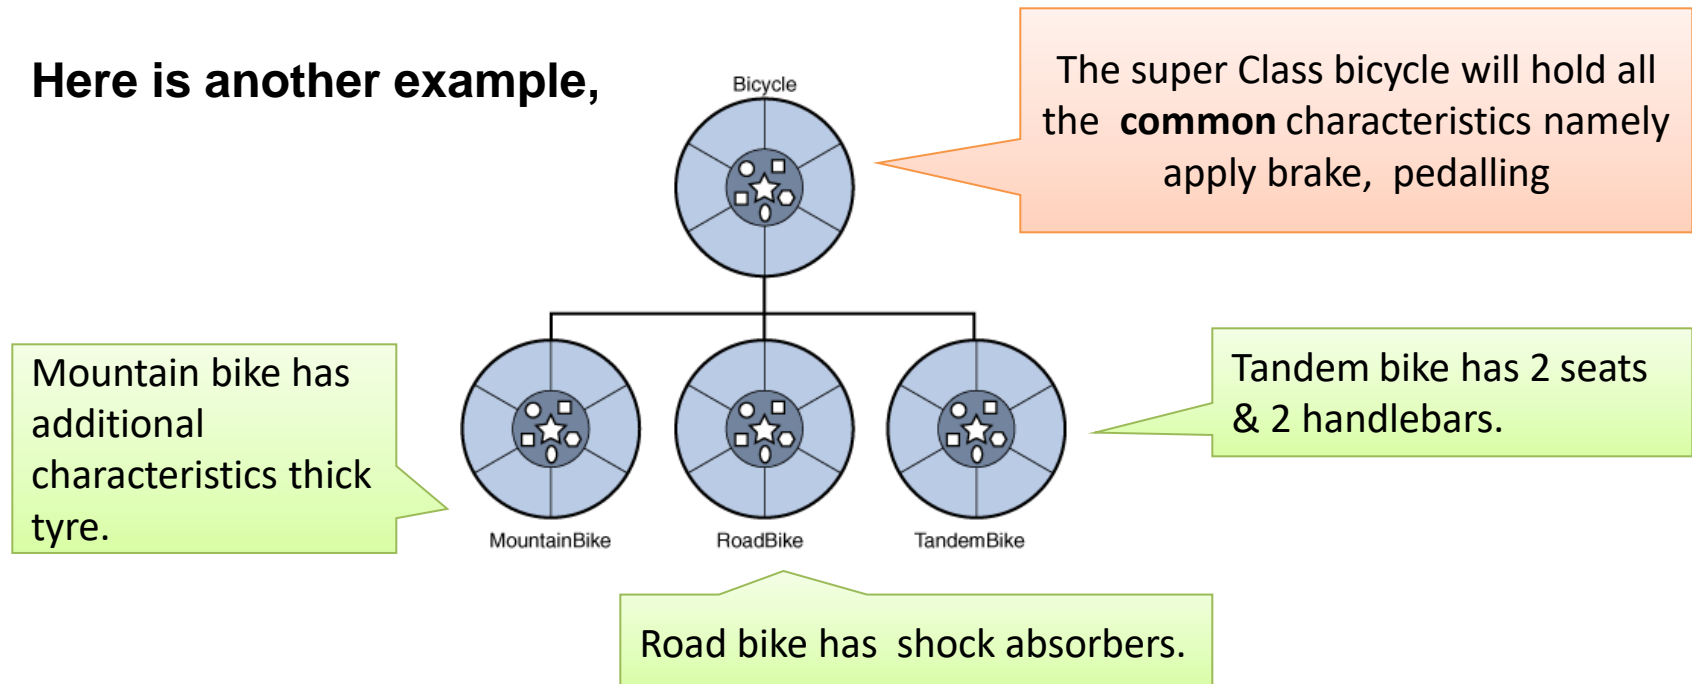 Here is another example,
Bicycle
The super Class bicycle will hold all
the common characteristics namely
apply brake, pedalling
Mountain bike has
additional
characteristics thick
tyre.
Tandem bike has 2 seats
& 2 handlebars.
MountainBike
RoadBike
TandemBike
Road bike has shock absorbers.